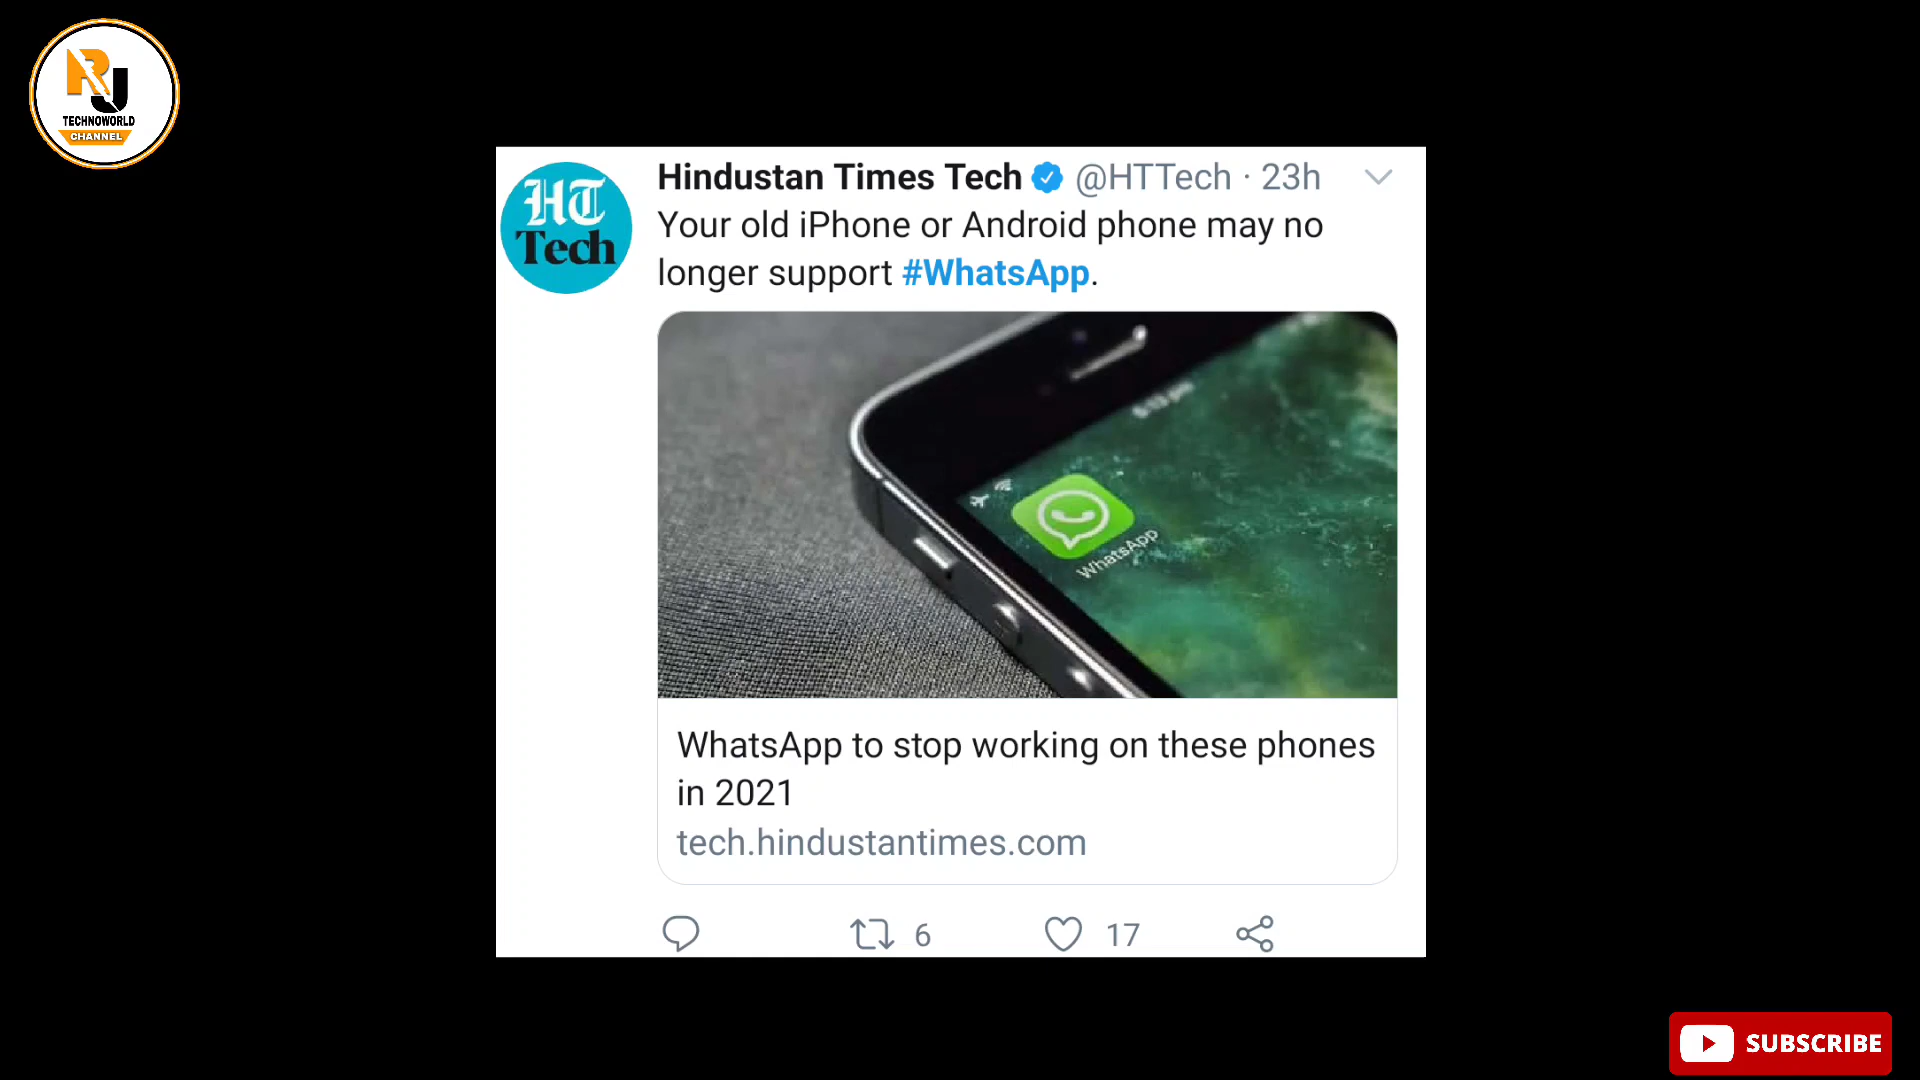 RJ
TECHNOWORLD
CHANNEL
Hindustan Times Tech @HTTech · 23h
HT
Tech
Your old iPhone or Android phone may no
longer support #WhatsApp.
WhatsApp
WhatsApp to stop working on these phones
in 2021
tech.hindustantimes.com
6 17
SUBSCRIBE